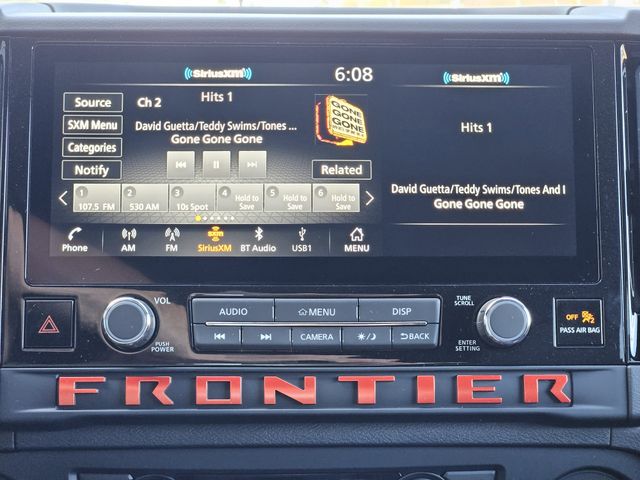 SiriusXM
6:08
SiriusXM
Source
Ch 2
Hits 1
GONE GONE GONE
SXM Menu
David Guetta/Teddy Swims/Tones ...
Gone Gone Gone
Categories
Notify
Related
Hits 1
David Guetta/Teddy Swims/Tones And I
Gone Gone Gone
1 107.5 FM
2 530 AM
3 10s Spot
4 Hold to Save
5 Hold to Save
6 Hold to Save
Phone
AM
FM
SiriusXM
BT Audio
USB1
MENU
VOL
PUSH POWER
AUDIO
MENU
DISP
CAMERA
BACK
TUNE SCROLL
ENTER SETTING
OFF 2
PASS AIR BAG
FRONTIER